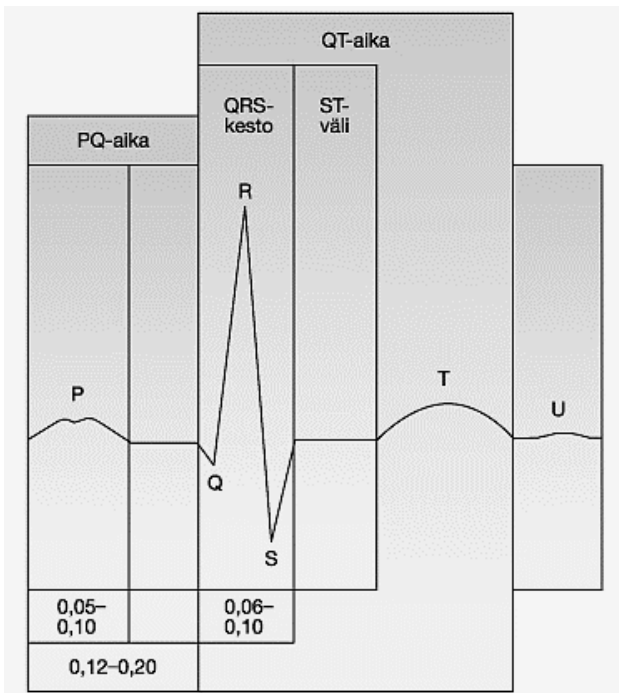 QT-aika
QRS-
kesto
ST-
väli
PQ-aika
R
P
T
U
Q
S
0,05–
0,10
0,06–
0,10
0,12–0,20